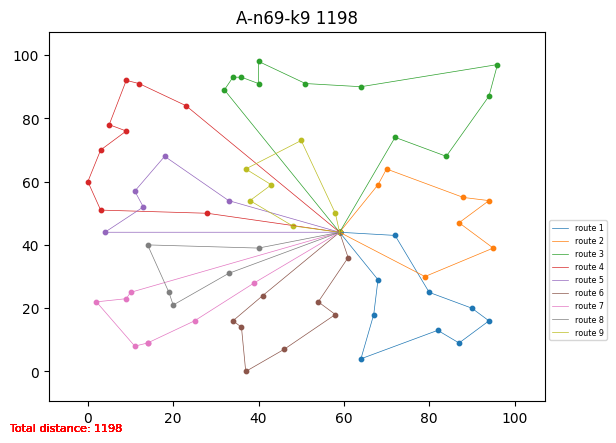 A-n69-k9 1198
100
80
60
40
20
0
0 20 40 60 80 100
route 1
route 2
route 3
route 4
route 5
route 6
route 7
route 8
route 9
Total distance: 1198